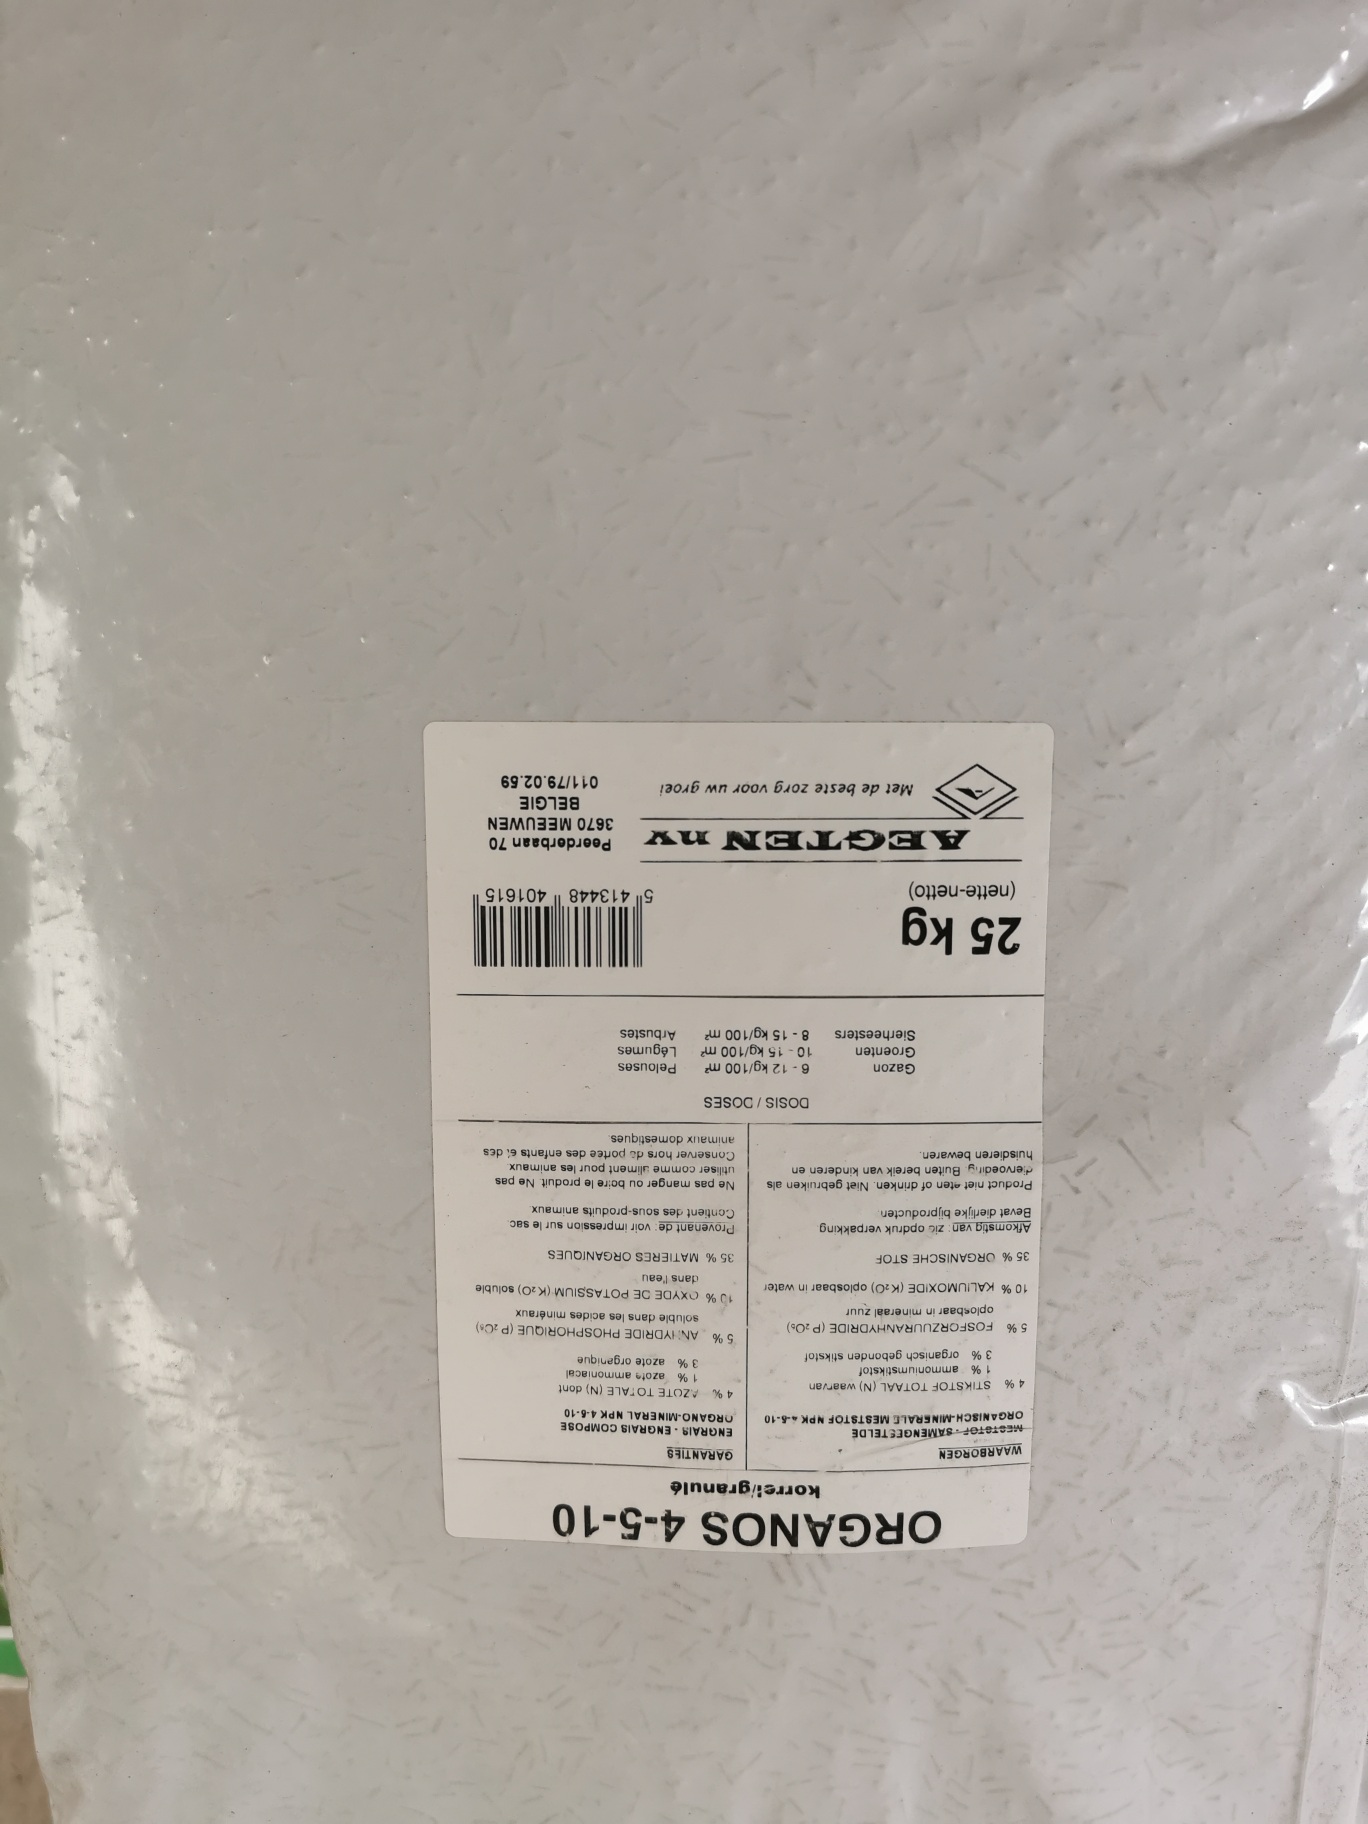 ORGANOS 4-5-10
korrel/granulé
WAARBORGEN
MESTSTOF - SAMENGESTELDE
ORGANISCH-MINERALE MESTSTOF NPK 4-5-10
4 % STIKSTOF TOTAAL (N) waarvan
1 % ammoniumstikstof
3 % organisch gebonden stikstof
5 % FOSFORZUURANHYDRIDE (P2O5)
oplosbaar in mineraal zuur
10 % KALIUMOXIDE (K2O) oplosbaar in water
35 % ORGANISCHE STOF
Afkomstig van: zie opdruk verpakking
Bevat dierlijke bijproducten
Product niet eten of drinken. Niet gebruiken als
diervoeding. Buiten bereik van kinderen en
huisdieren bewaren.
GARANTIES
ENGRAIS - ENGRAIS COMPOSE
ORGANO-MINERAL NPK 4-5-10
4 % AZOTE TOTALE (N) dont
1 % azote ammoniacal
3 % azote organique
5 % ANHYDRIDE PHOSPHORIQUE (P2O5)
soluble dans les acides minéraux
10 % OXYDE DE POTASSIUM (K2O) soluble
dans l'eau
35 % MATIERES ORGANIQUES
Provenant de: voir impression sur le sac
Contient des sous-produits animaux
Ne pas manger ou boire le produit. Ne pas
utiliser comme aliment pour les animaux
Conserver hors de portée des enfants et des
animaux domestiques
DOSIS / DOSES
Gazon 6 - 12 kg/100 m² Pelouses
Groenten 10 - 15 kg/100 m² Légumes
Sierheesters 8 - 15 kg/100 m² Arbustes
25 kg
(nette-netto)
5 413448 401615
AEGTEN nv
Met de beste zorg voor uw groei
Peerderbaan 70
3670 MEEUWEN
BELGIE
011/79.02.59